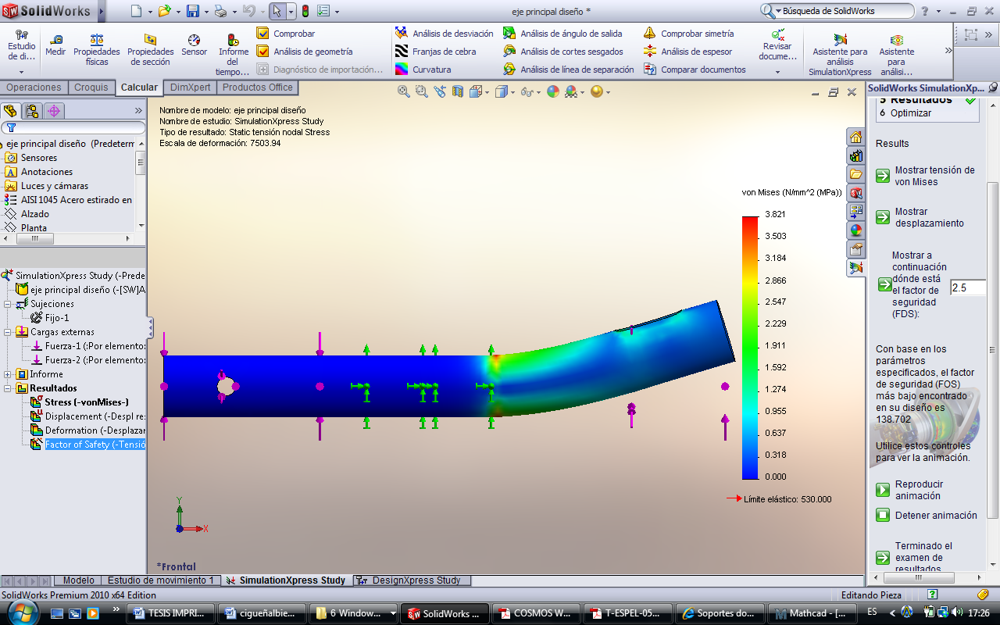 SolidWorks
eje principal diseño *
Búsqueda de SolidWorks
Estudio
de di...
Medir
Propiedades
físicas
Propiedades
de sección
Sensor
Informe
del
tiempo...
Comprobar
Análisis de geometría
Diagnóstico de importación...
Análisis de desviación
Franjas de cebra
Curvatura
Análisis de ángulo de salida
Análisis de cortes sesgados
Análisis de línea de separación
Comprobar simetría
Análisis de espesor
Comparar documentos
Revisar
docume...
Asistente para
análisis
SimulationXpress
Asistente
para
análisi...
Operaciones
Croquis
Calcular
DimXpert
Productos Office
SolidWorks SimulationXp...
eje principal diseño (Predeterm
Sensores
Anotaciones
Luces y cámaras
AISI 1045 Acero estirado en
Alzado
Planta
SimulationXpress Study (-Prede
eje principal diseño (-[SW]A
Sujeciones
Fijo-1
Cargas externas
Fuerza-1 (:Por elemento:
Fuerza-2 (:Por elemento:
Informe
Resultados
Stress (-vonMises-)
Displacement (-Despl re:
Deformation (-Desplazar
Factor of Safety (-Tensió
Nombre de modelo: eje principal diseño
Nombre de estudio: SimulationXpress Study
Tipo de resultado: Static tensión nodal Stress
Escala de deformación: 7503.94
von Mises (N/mm^2 (MPa))
3.821
3.503
3.184
2.866
2.547
2.229
1.911
1.592
1.274
0.955
0.637
0.318
0.000
Límite elástico: 530.000
Y
X
*Frontal
5 Resultados
6 Optimizar
Results
Mostrar tensión de
von Mises
Mostrar
desplazamiento
Mostrar a
continuación
dónde está
el factor de
seguridad
(FDS):
2.5
Con base en los
parámetros
especificados, el factor
de seguridad (FOS)
más bajo encontrado
en su diseño es
138.702
Utilice estos controles
para ver la animación.
Reproducir
animación
Detener animación
Terminado el
examen de
resultados
Modelo
Estudio de movimiento 1
SimulationXpress Study
DesignXpress Study
SolidWorks Premium 2010 x64 Edition
Editando Pieza
TESIS IMPRI...
cigueñalbie...
6 Window...
SolidWorks ...
COSMOS W...
T-ESPEL-05...
Soportes do...
Mathcad - [...
ES
17:26